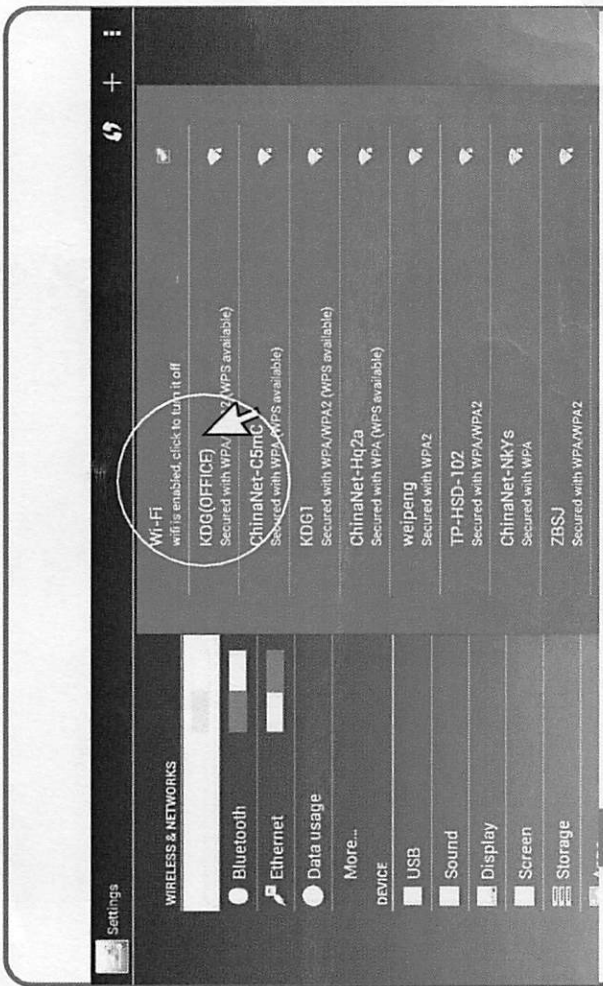 Settings
WIRELESS & NETWORKS
Bluetooth
Ethernet
Data usage
More...
DEVICE
USB
Sound
Display
Screen
Storage
Wi-Fi
wifi is enabled, click to turn it off
KDG(OFFICE)
Secured with WPA/WPA2 (WPS available)
ChinaNet-C5mC
Secured with WPA (WPS available)
KDG1
Secured with WPA/WPA2 (WPS available)
ChinaNet-Hq2a
Secured with WPA (WPS available)
weipeng
Secured with WPA2
TP-HSD-102
Secured with WPA/WPA2
ChinaNet-NkYs
Secured with WPA
ZBSJ
Secured with WPA/WPA2